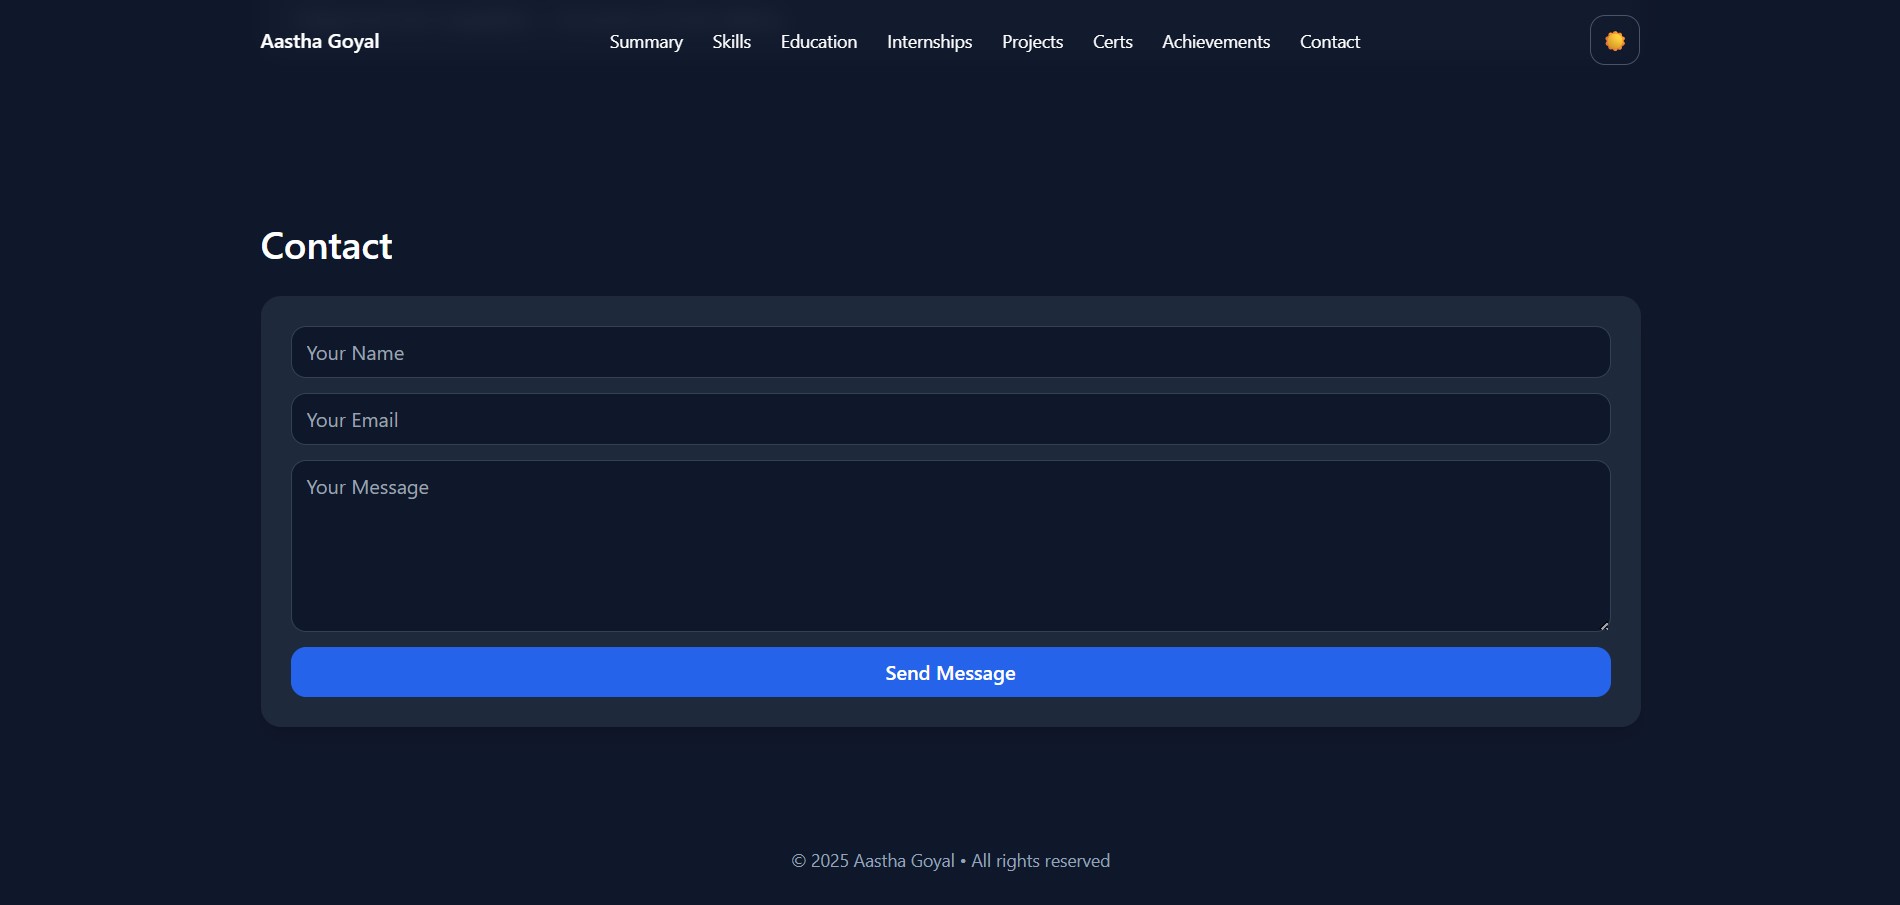 Aastha Goyal
Summary Skills Education Internships Projects Certs Achievements Contact
Contact
Your Name
Your Email
Your Message
Send Message
© 2025 Aastha Goyal • All rights reserved